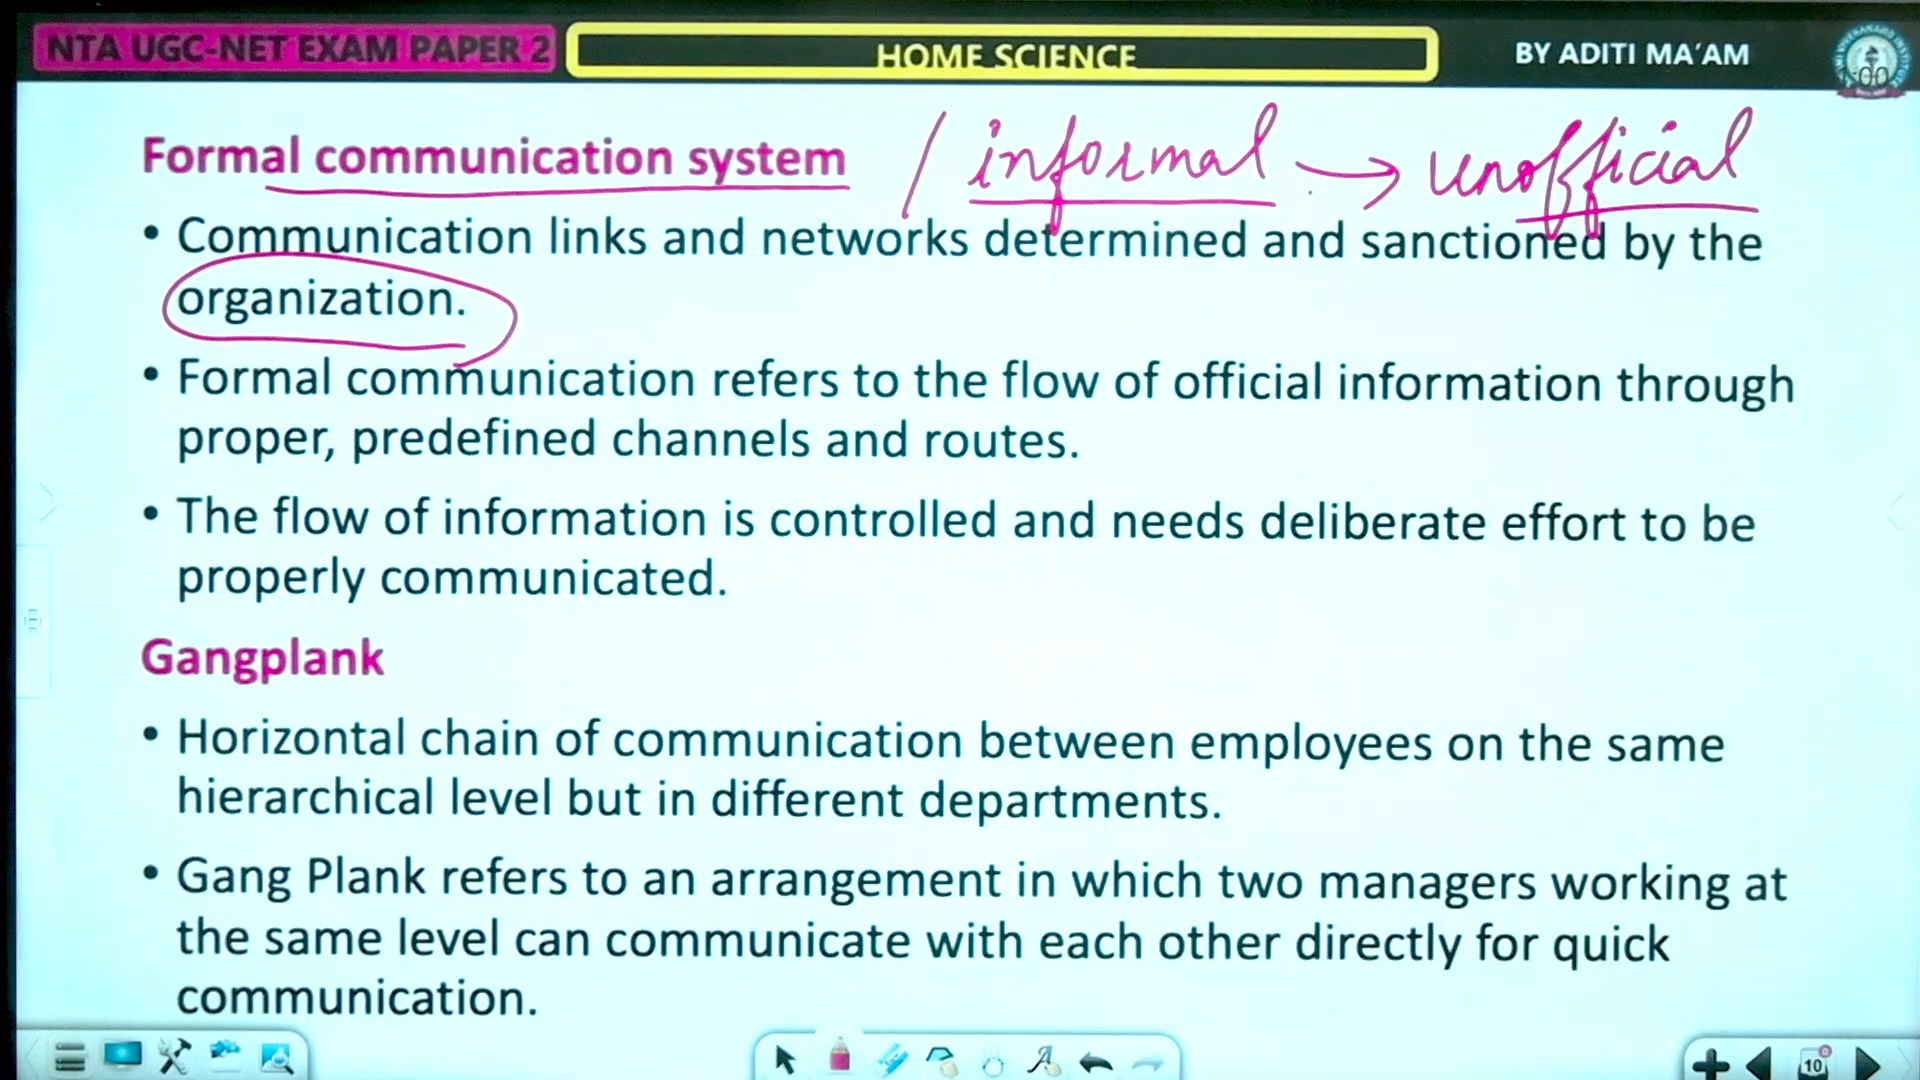 NTA UGC-NET EXAM PAPER 2
HOME SCIENCE
BY ADITI MA'AM
Formal communication system / informal → unofficial
• Communication links and networks determined and sanctioned by the
organization.
• Formal communication refers to the flow of official information through
proper, predefined channels and routes.
• The flow of information is controlled and needs deliberate effort to be
properly communicated.
Gangplank
• Horizontal chain of communication between employees on the same
hierarchical level but in different departments.
• Gang Plank refers to an arrangement in which two managers working at
the same level can communicate with each other directly for quick
communication.
10